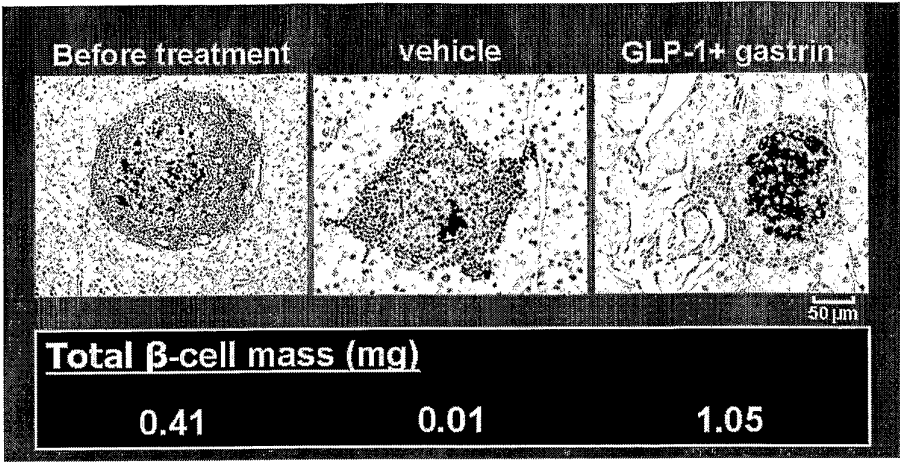 Before treatment
vehicle
GLP-1+ gastrin
50 μm
Total β-cell mass (mg)
0.41 0.01 1.05